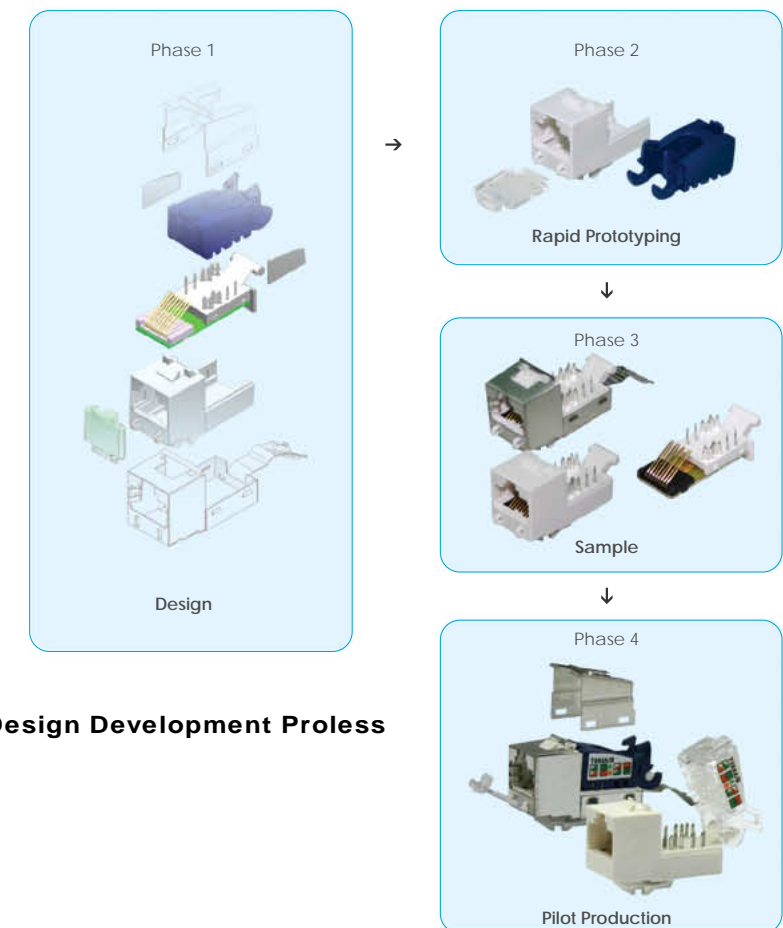 Phase 1
Design
Phase 2
Rapid Prototyping
Phase 3
Sample
Phase 4
Pilot Production
Design Development Proless